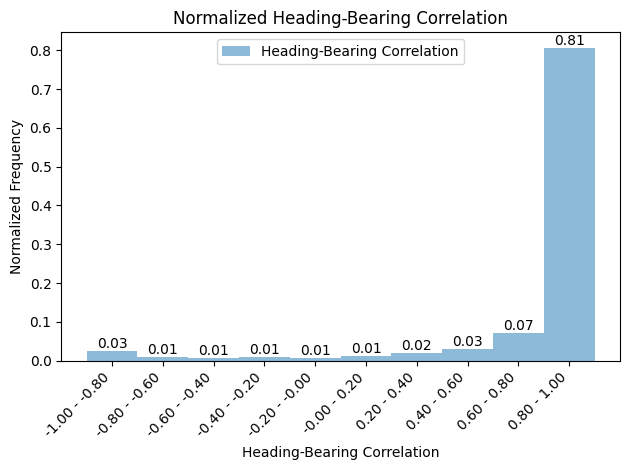 Normalized Heading-Bearing Correlation
Heading-Bearing Correlation
0.81
0.03
0.01
0.01
0.01
0.01
0.01
0.02
0.03
0.07
Normalized Frequency
0.8
0.7
0.6
0.5
0.4
0.3
0.2
0.1
0.0
-1.00 - -0.80
-0.80 - -0.60
-0.60 - -0.40
-0.40 - -0.20
-0.20 - -0.00
-0.00 - 0.20
0.20 - 0.40
0.40 - 0.60
0.60 - 0.80
0.80 - 1.00
Heading-Bearing Correlation